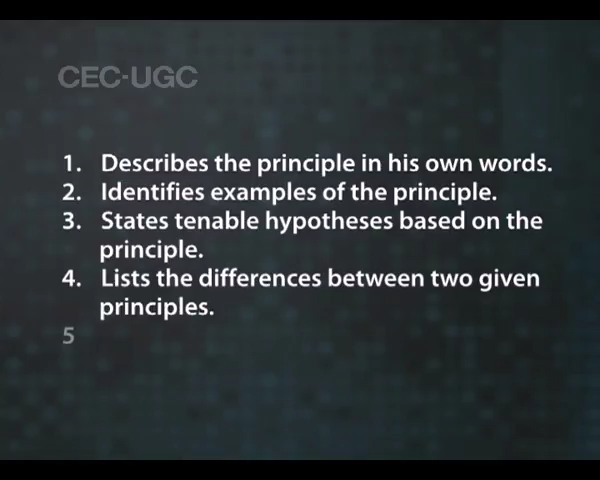 CEC-UGC
1. Describes the principle in his own words.
2. Identifies examples of the principle.
3. States tenable hypotheses based on the
principle.
4. Lists the differences between two given
principles.
5